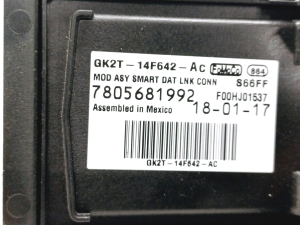 GK2T-14F642-AC FoMoCo 864
MOD ASY SMART DAT LNK CONN S66FF
7805681992 F00HJ01537
Assembled in Mexico 18-01-17
GK2T-14F642-AC